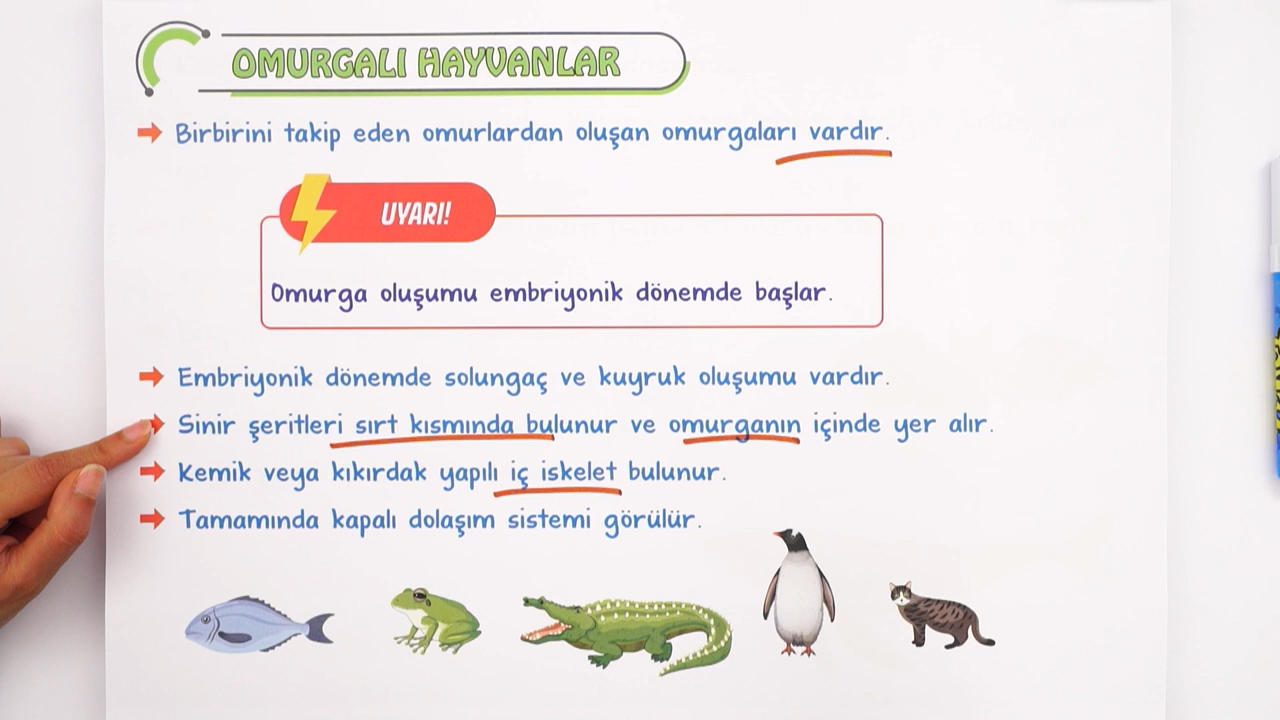 OMURGALI HAYVANLAR
Birbirini takip eden omurlardan oluşan omurgaları vardır.
UYARI!
Omurga oluşumu embriyonik dönemde başlar.
Embriyonik dönemde solungaç ve kuyruk oluşumu vardır.
Sinir şeritleri sırt kısmında bulunur ve omurganın içinde yer alır.
Kemik veya kıkırdak yapılı iç iskelet bulunur.
Tamamında kapalı dolaşım sistemi görülür.